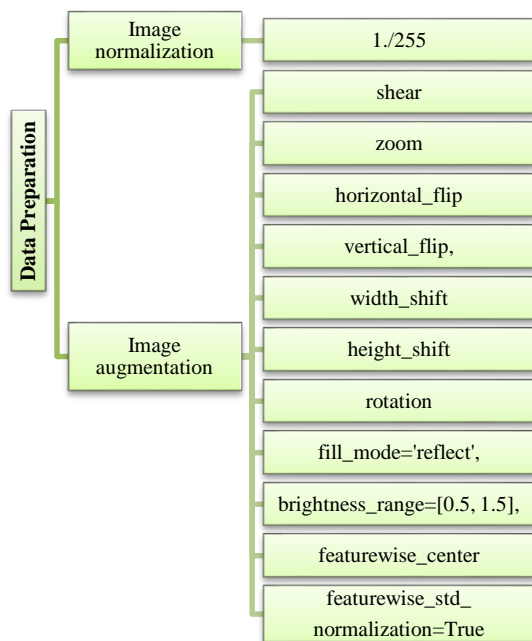 Data Preparation
Image
normalization
1./255
Image
augmentation
shear
zoom
horizontal_flip
vertical_flip,
width_shift
height_shift
rotation
fill_mode='reflect',
brightness_range=[0.5, 1.5],
featurewise_center
featurewise_std_
normalization=True